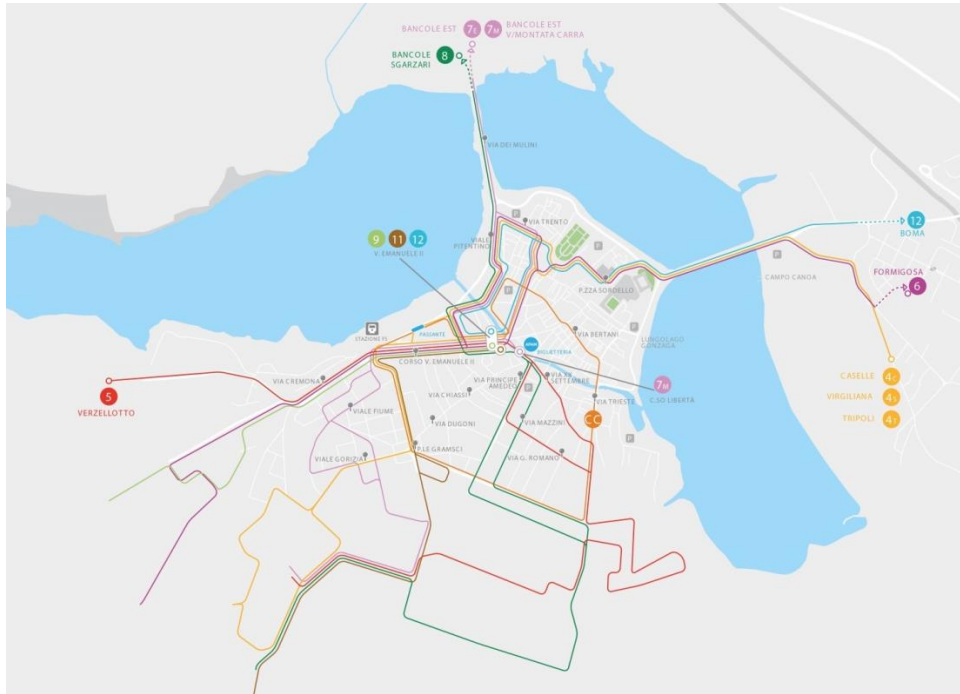 BANCOLE EST 7E 7M BANCOLE EST
V/MONTATA CARRA
BANCOLE
SGARZARI 8
VIA DEI MULINI
P
VIA TRENTO
12
BOMA
9 11 12
V. EMANUELE II
VIALE
PITENTINO
P
P.ZZA SORDELLO
P
CAMPO CANOA
FORMIGOSA
6
P
STAZIONE FS
PASSANTE
VIA BERTANI
P
LUNGOLAGO
GONZAGA
CORSO V. EMANUELE II
BIGLIETTERIA
5
VERZELLOTTO
VIA CREMONA
VIA CHIASSI
VIA PRINCIPE
AMEDEO
P
VIA XX
SETTEMBRE
7M
C.SO LIBERTÀ
CASELLE 4C
VIRGILIANA
TRIPOLI 4T
VIALE FIUME
VIA DUGONI
VIA MAZZINI
VIA TRIESTE
CC
P
P
VIALE GORIZIA
P.LE GRAMSCI
VIA G. ROMANO